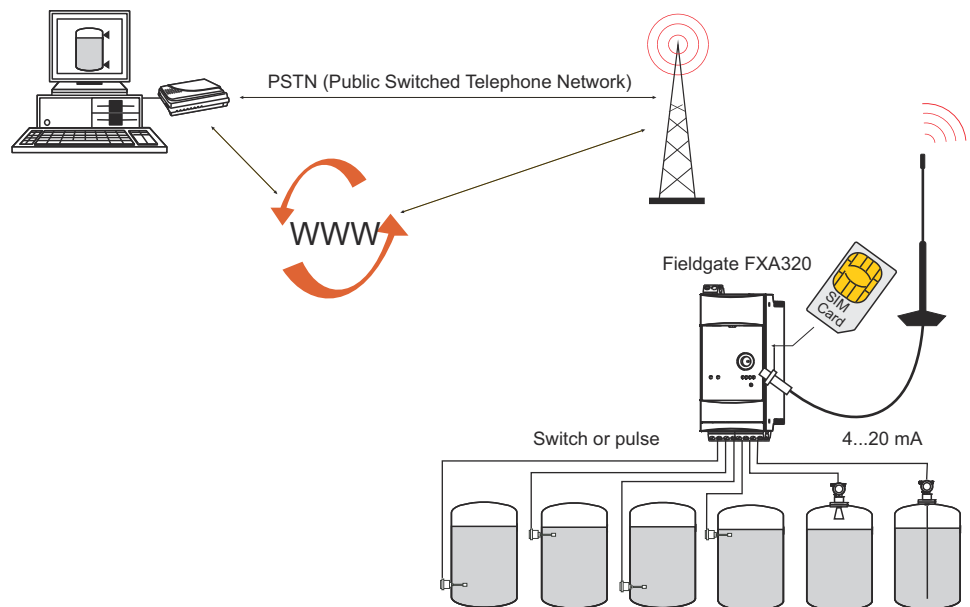 PSTN (Public Switched Telephone Network)
WWW
Fieldgate FXA320
SIM
Card
Switch or pulse
4...20 mA